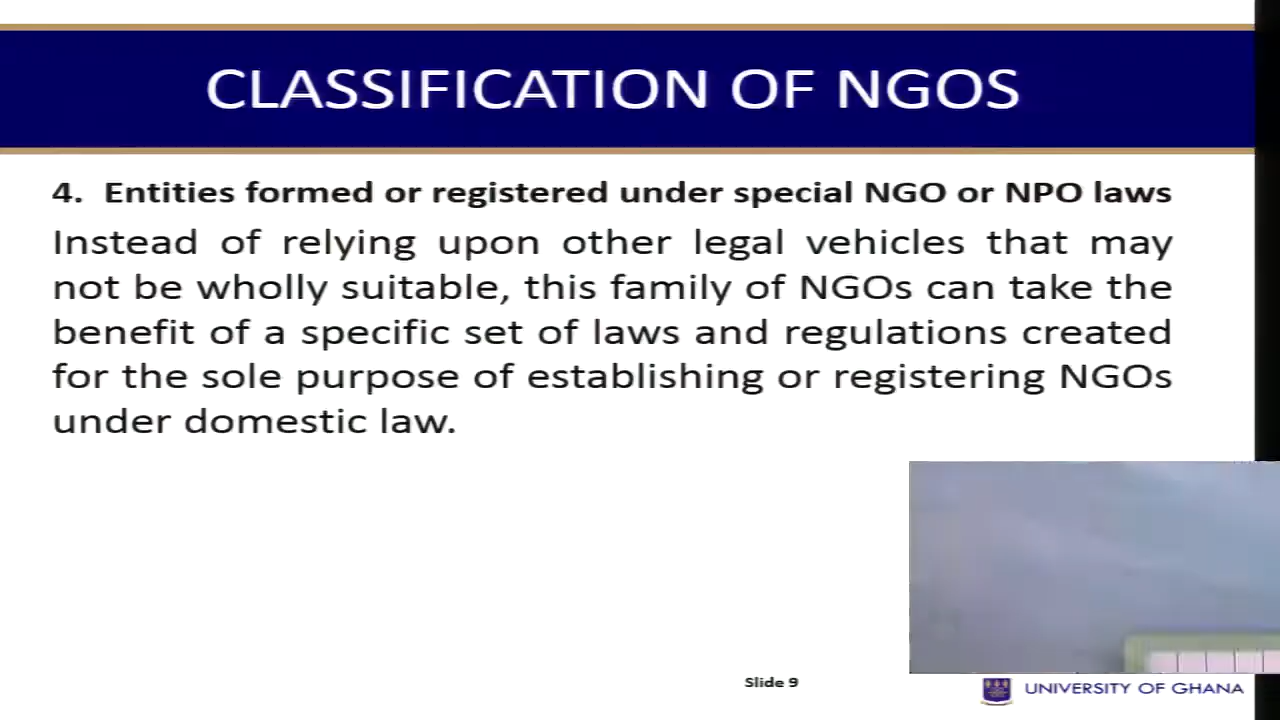 CLASSIFICATION OF NGOS
4. Entities formed or registered under special NGO or NPO laws
Instead of relying upon other legal vehicles that may
not be wholly suitable, this family of NGOs can take the
benefit of a specific set of laws and regulations created
for the sole purpose of establishing or registering NGOs
under domestic law.
Slide 9
UNIVERSITY OF GHANA